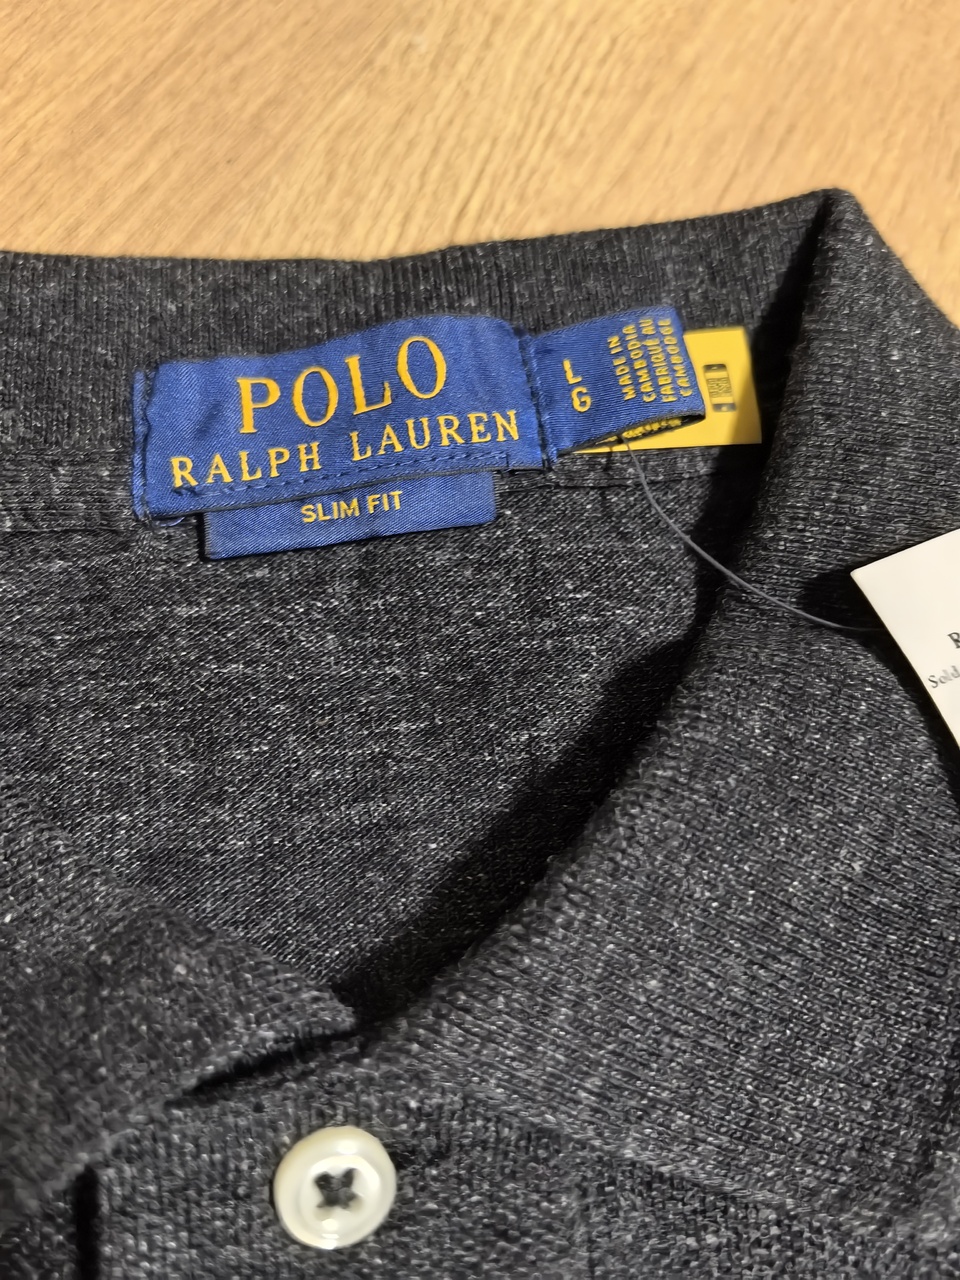 POLO
RALPH LAUREN
SLIM FIT
L
G
MADE IN
CAMBODIA
FABRIQUÉ AU
CAMBODGE